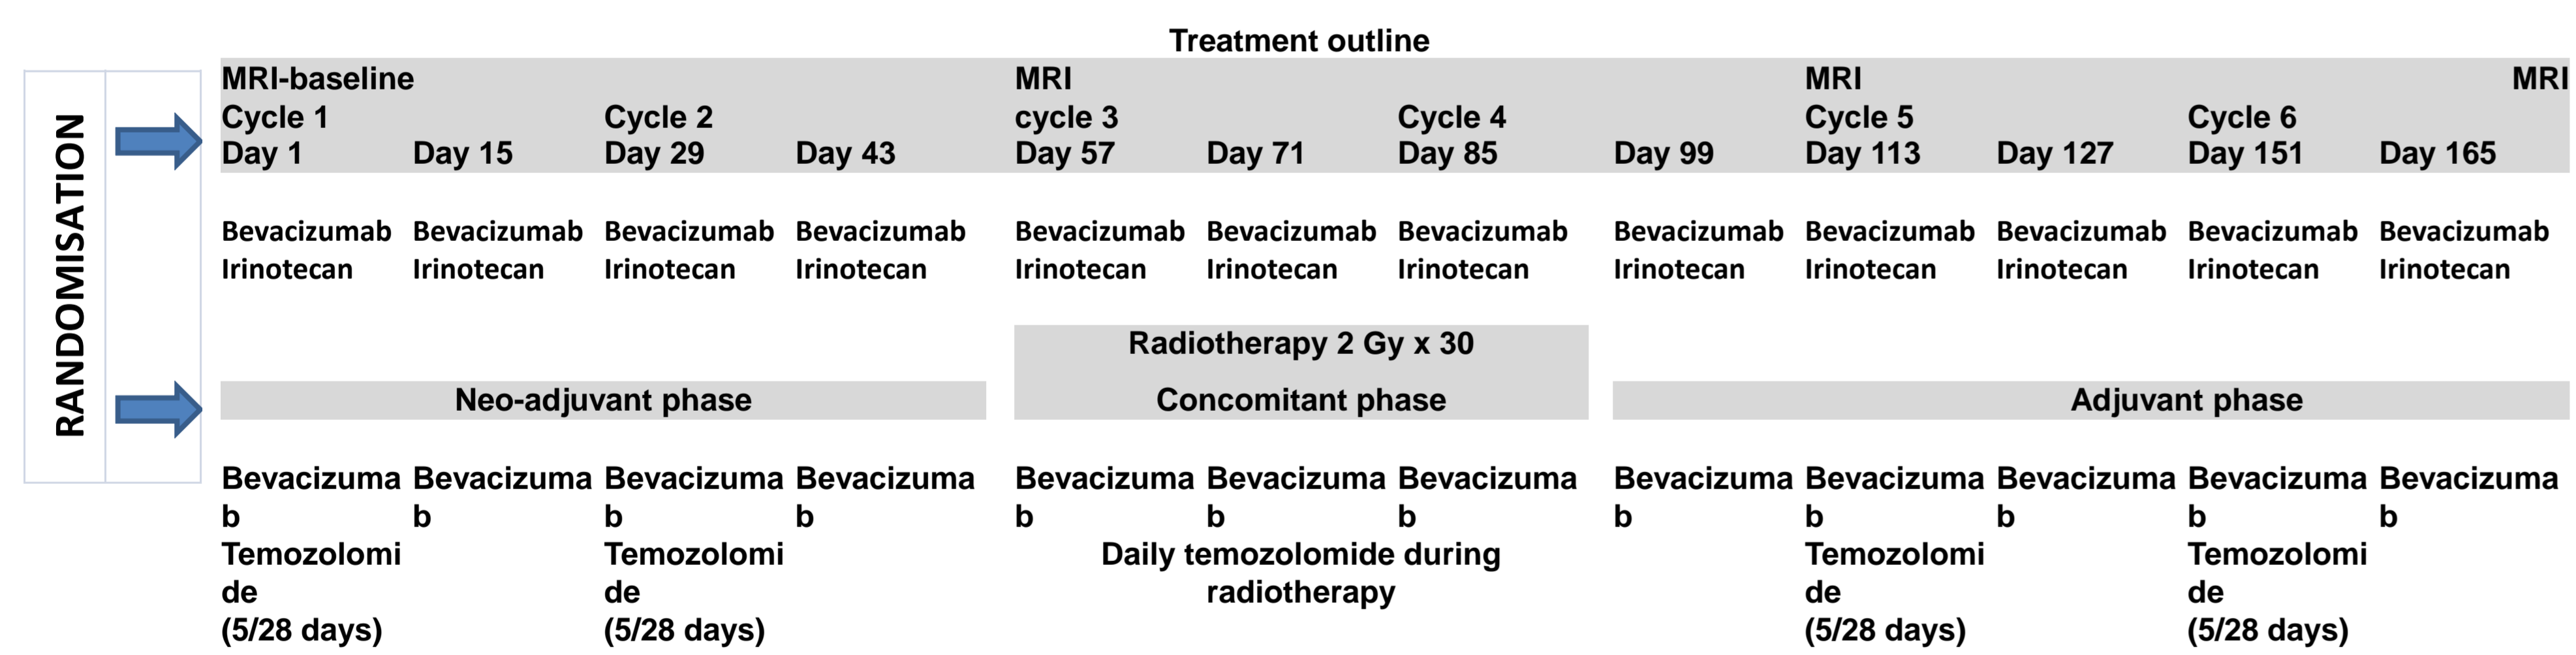 Treatment outline
RANDOMISATION
MRI-baseline MRI MRI MRI
Cycle 1 Cycle 2 cycle 3 Cycle 4 Cycle 5 Cycle 6
Day 1 Day 15 Day 29 Day 43 Day 57 Day 71 Day 85 Day 99 Day 113 Day 127 Day 151 Day 165
Bevacizumab Bevacizumab Bevacizumab Bevacizumab Bevacizumab Bevacizumab Bevacizumab Bevacizumab Bevacizumab Bevacizumab Bevacizumab Bevacizumab
Irinotecan Irinotecan Irinotecan Irinotecan Irinotecan Irinotecan Irinotecan Irinotecan Irinotecan Irinotecan Irinotecan Irinotecan
Radiotherapy 2 Gy x 30
Neo-adjuvant phase Concomitant phase Adjuvant phase
Bevacizuma Bevacizuma Bevacizuma Bevacizuma Bevacizuma Bevacizuma Bevacizuma Bevacizuma Bevacizuma Bevacizuma Bevacizuma Bevacizuma
b b b b b b b b b b b b
Temozolomi Temozolomi Daily temozolomide during Temozolomi Temozolomi
de de radiotherapy de de
(5/28 days) (5/28 days) (5/28 days) (5/28 days)